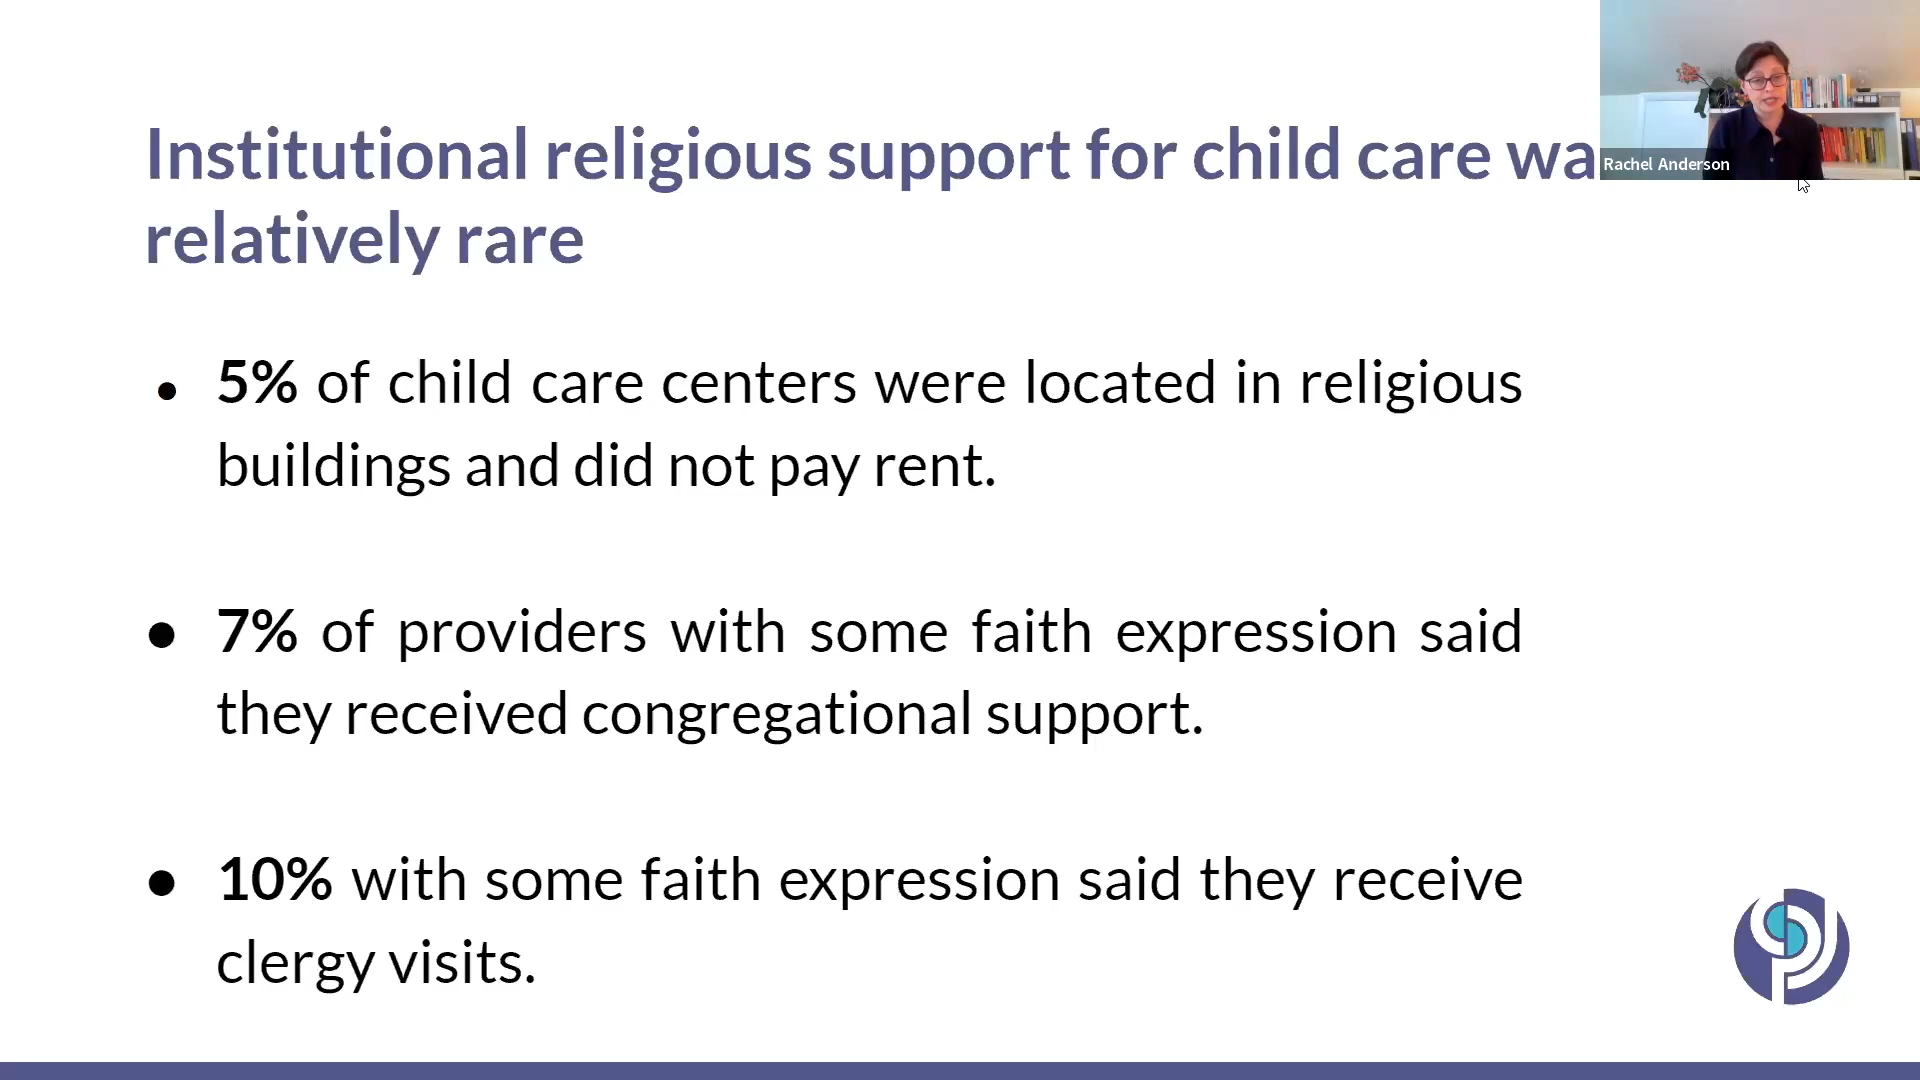 Institutional religious support for child care wa
relatively rare
Rachel Anderson
• 5% of child care centers were located in religious
buildings and did not pay rent.
• 7% of providers with some faith expression said
they received congregational support.
• 10% with some faith expression said they receive
clergy visits.